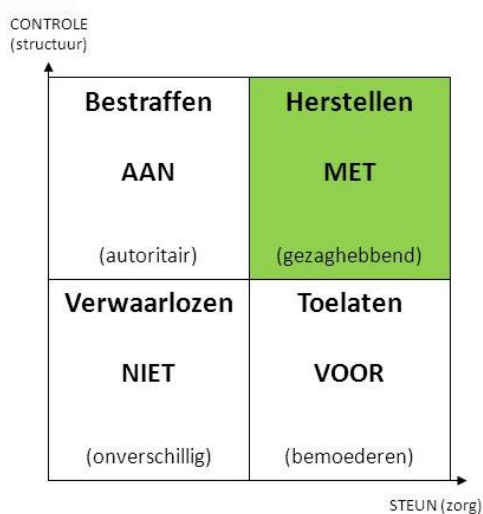 CONTROLE
(structuur)
Bestraffen
AAN
(autoritair)
Herstellen
MET
(gezaghebbend)
Verwaarlozen
NIET
(onverschillig)
Toelaten
VOOR
(bemoederen)
STEUN (zorg)